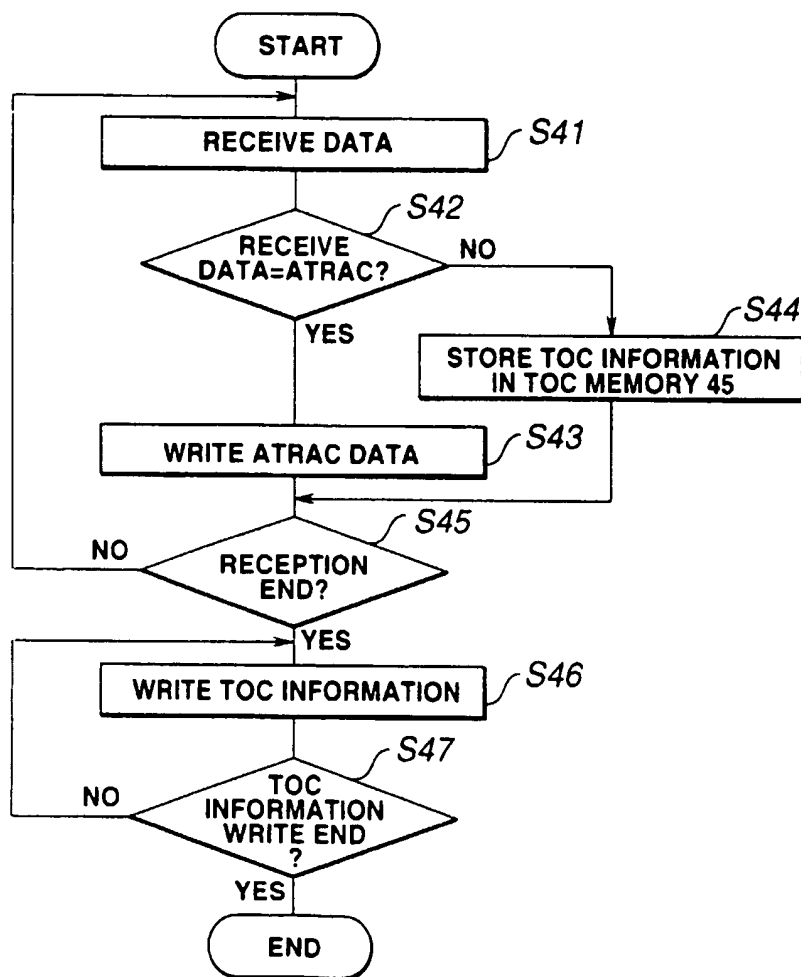 START
RECEIVE DATA
S41
S42
RECEIVE
DATA=ATRAC?
NO
YES
S44
STORE TOC INFORMATION
IN TOC MEMORY 45
WRITE ATRAC DATA
S43
S45
NO
RECEPTION
END?
YES
WRITE TOC INFORMATION
S46
S47
NO
TOC
INFORMATION
WRITE END
?
YES
END